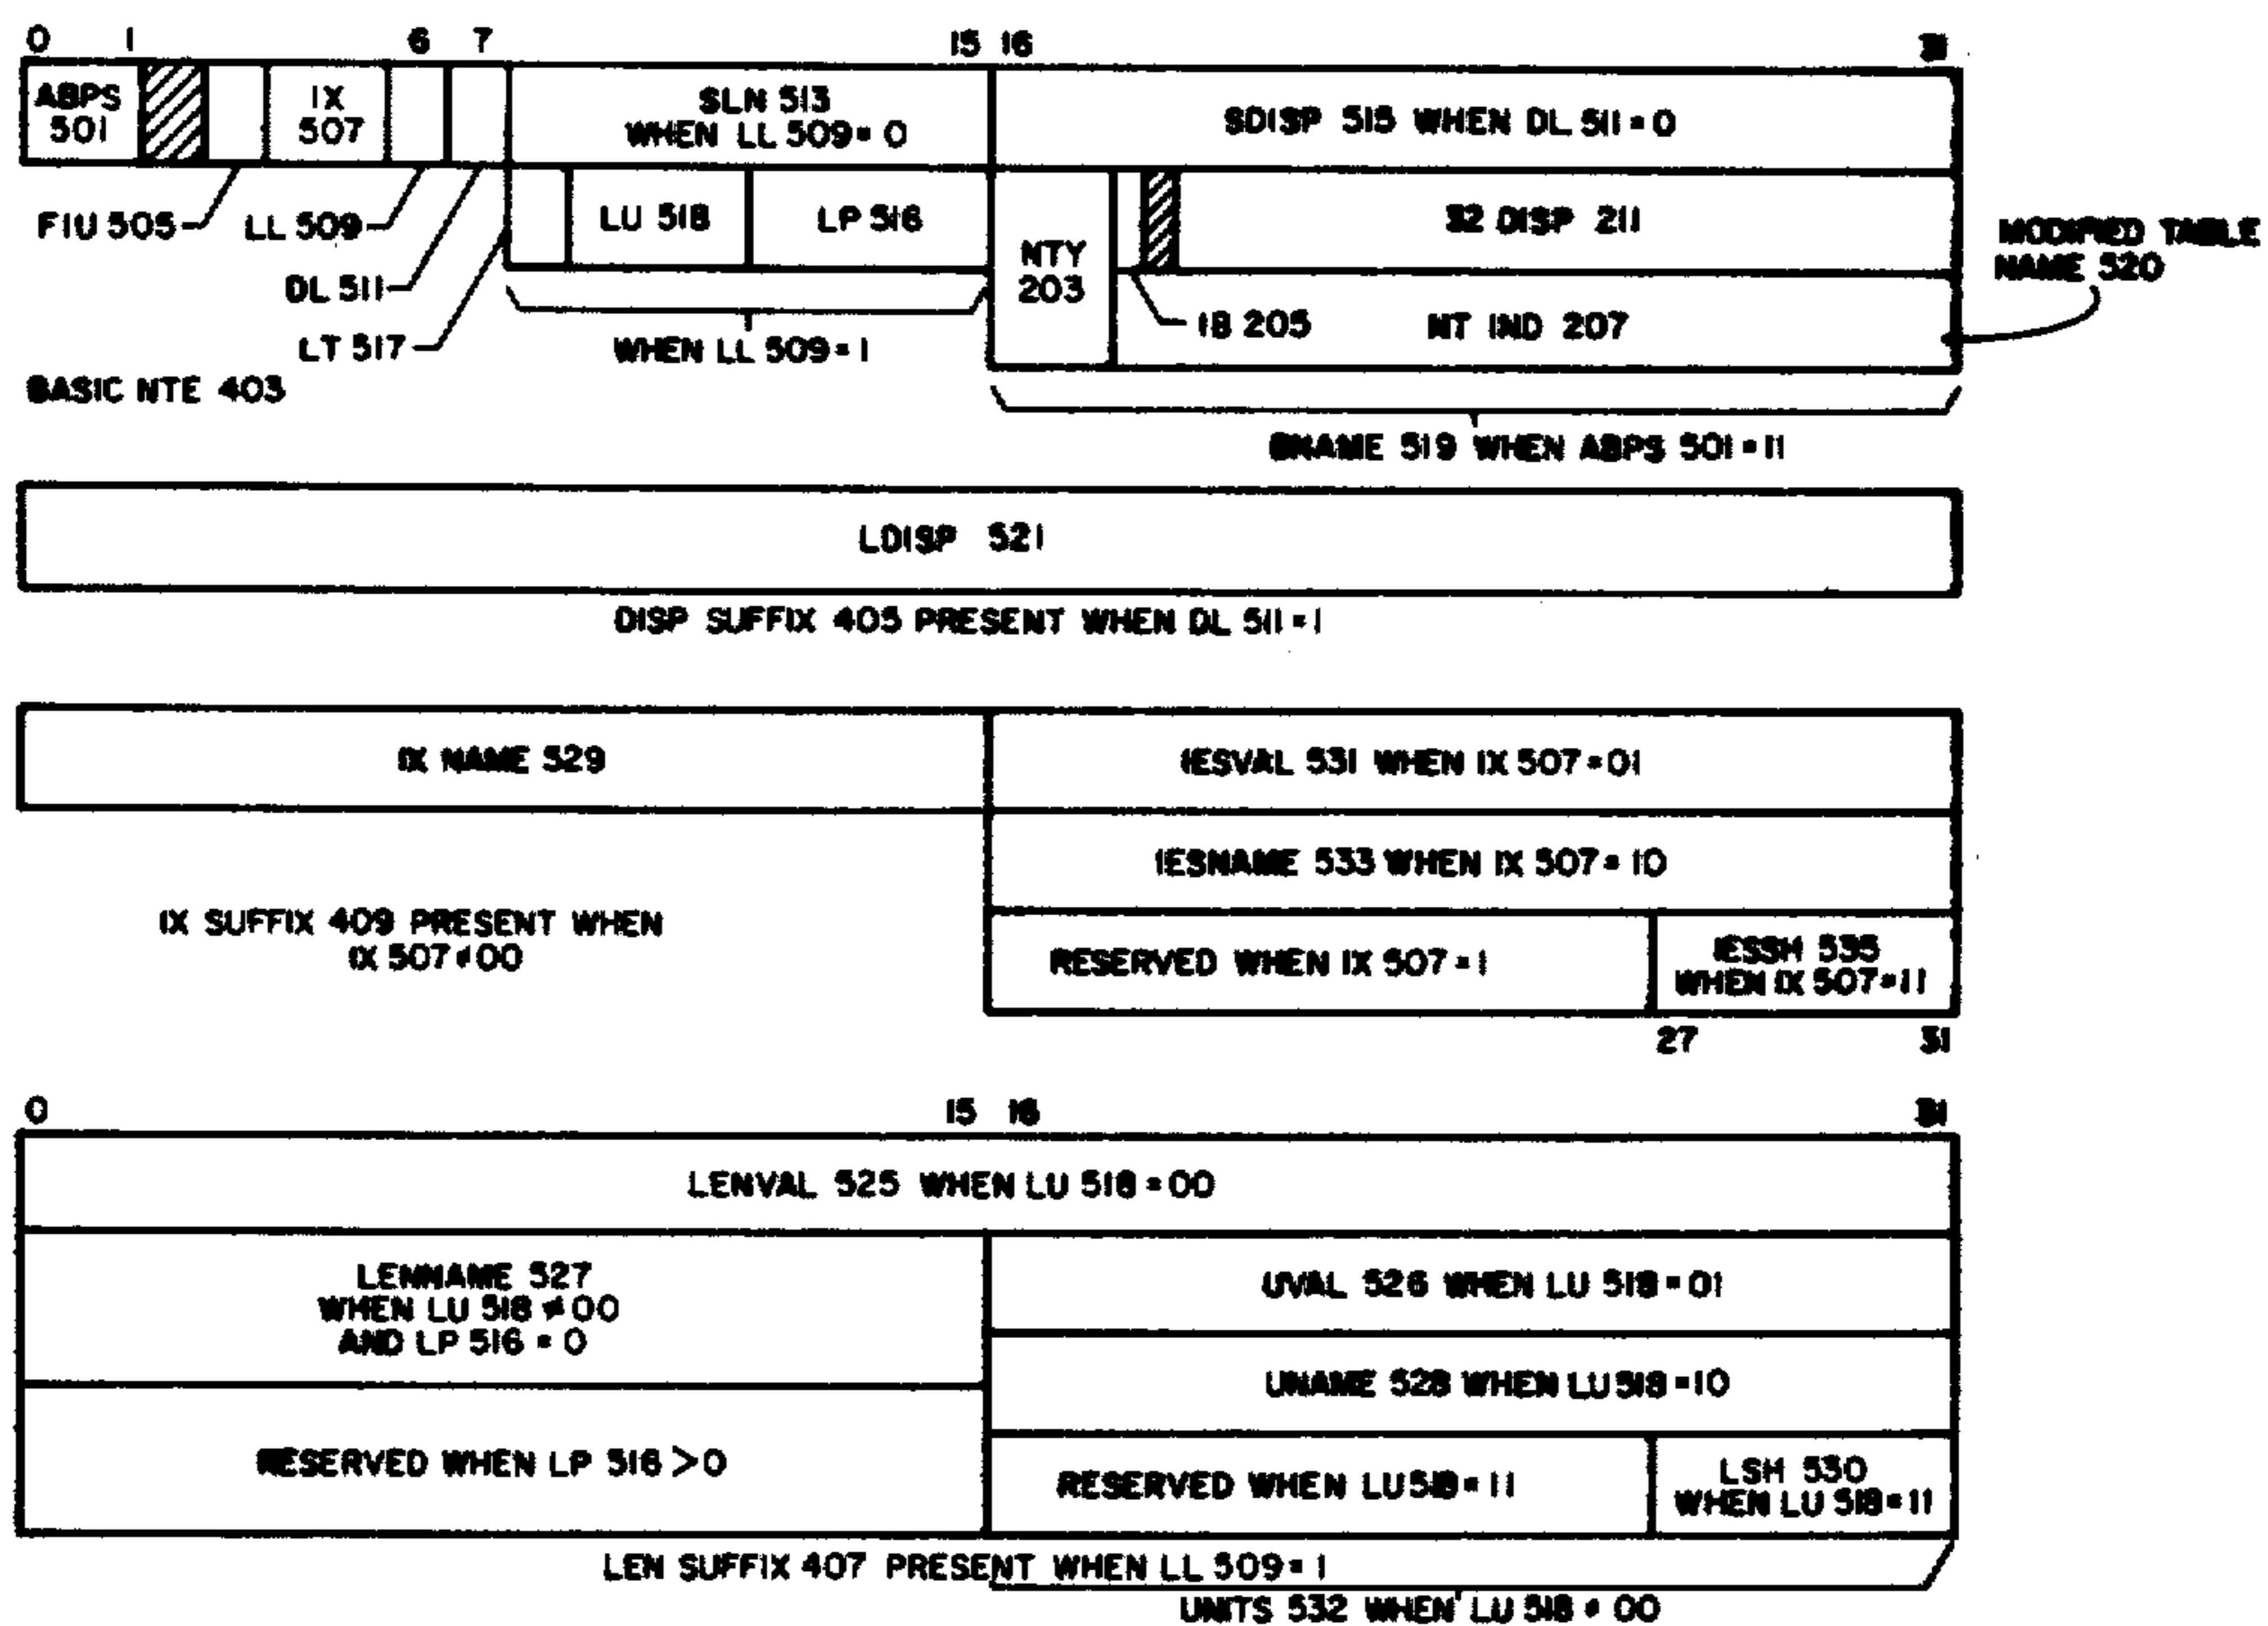 0 1 6 7 15 16 31
ABPS
501
IX
507
SLN 513
WHEN LL 509 = 0
SDISP 515 WHEN DL 511 = 0
FIU 505
LL 509
DL 511
LT 517
LU 518
LP 516
WHEN LL 509 = 1
NTY
203
32 DISP 211
IB 205
NT IND 207
MODIFIED TABLE
NAME 520
BASIC NTE 403
BNAME 519 WHEN ABPS 501 = 11
LDISP 521
DISP SUFFIX 405 PRESENT WHEN DL 511 = 1
IX NAME 529
IESVAL 531 WHEN IX 507 = 01
IESNAME 533 WHEN IX 507 = 10
IX SUFFIX 409 PRESENT WHEN
IX 507 ≠ 00
RESERVED WHEN IX 507 = 1
IESSH 535
WHEN IX 507 = 11
27 31
0 15 16 31
LENVAL 525 WHEN LU 518 = 00
LENNAME 527
WHEN LU 518 ≠ 00
AND LP 516 = 0
UVAL 526 WHEN LU 518 = 01
UNAME 528 WHEN LU 518 = 10
RESERVED WHEN LP 516 > 0
RESERVED WHEN LU 518 = 11
LSH 530
WHEN LU 518 = 11
LEN SUFFIX 407 PRESENT WHEN LL 509 = 1
UNITS 532 WHEN LU 518 ≠ 00